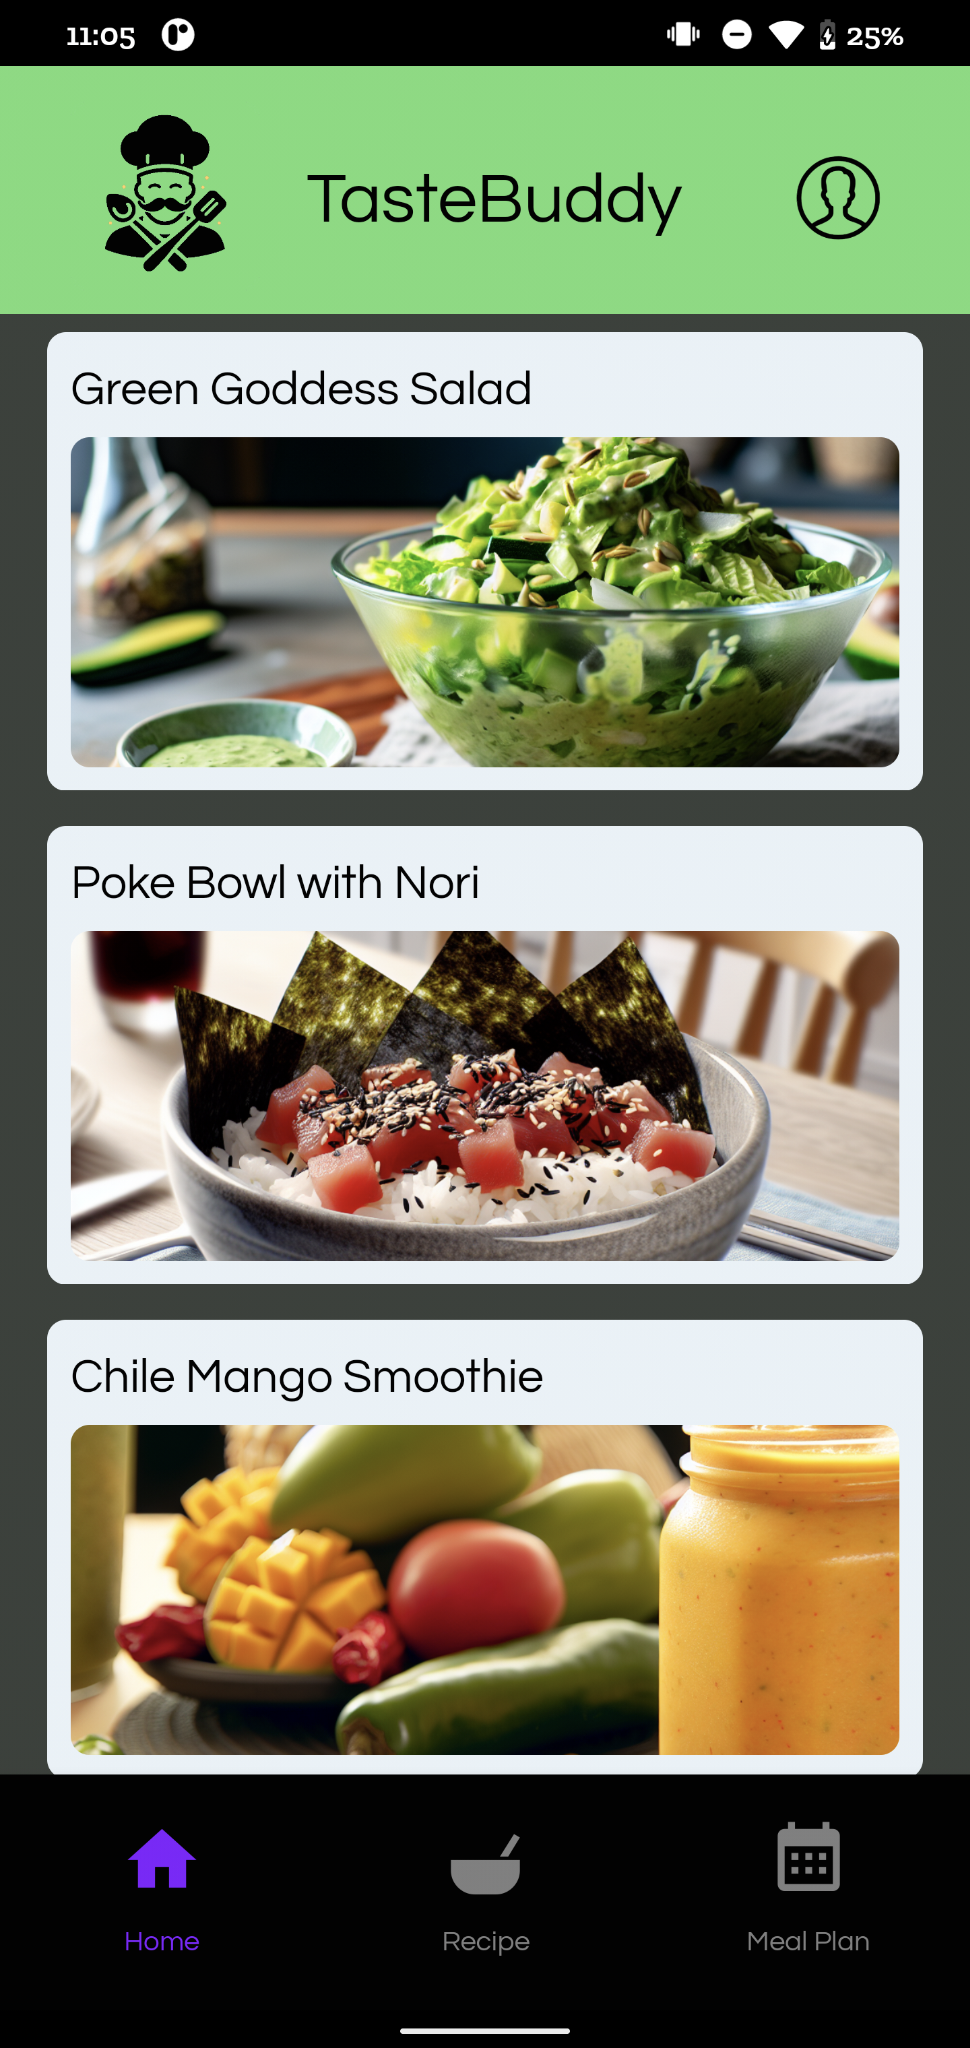 11:05 25%
TasteBuddy
Green Goddess Salad
Poke Bowl with Nori
Chile Mango Smoothie
Home Recipe Meal Plan